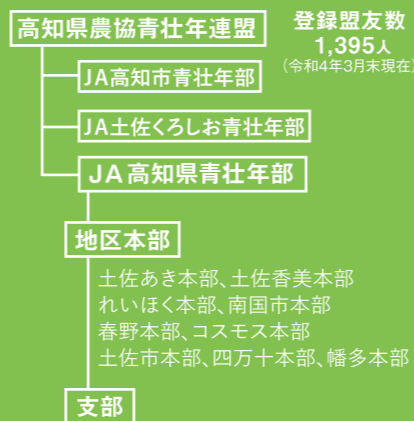 高知県農協青壮年連盟
登録盟友数
1,395人
(令和4年3月末現在)
JA高知市青壮年部
JA土佐くろしお青壮年部
JA高知県青壮年部
地区本部
土佐あき本部、土佐香美本部
れいほく本部、南国市本部
春野本部、コスモス本部
土佐市本部、四万十本部、幡多本部
支部